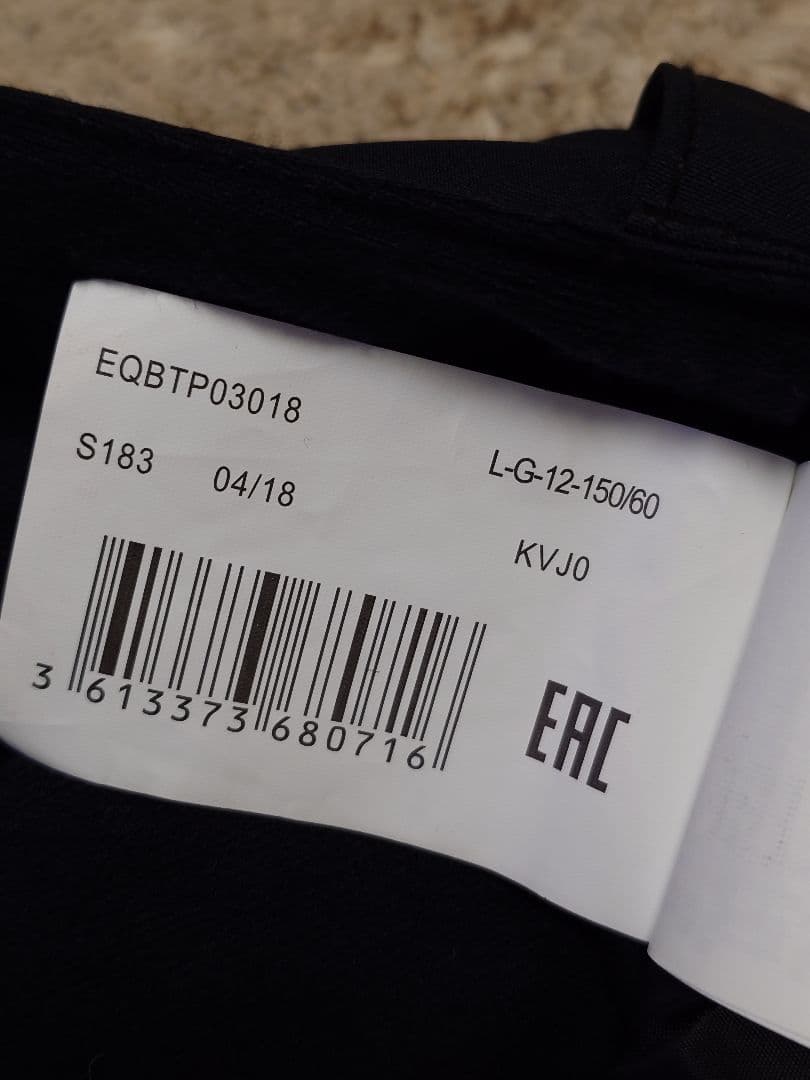 EQBTP03018
S183 04/18
L-G-12-150/60
KVJ0
3 613373 680716
EAC